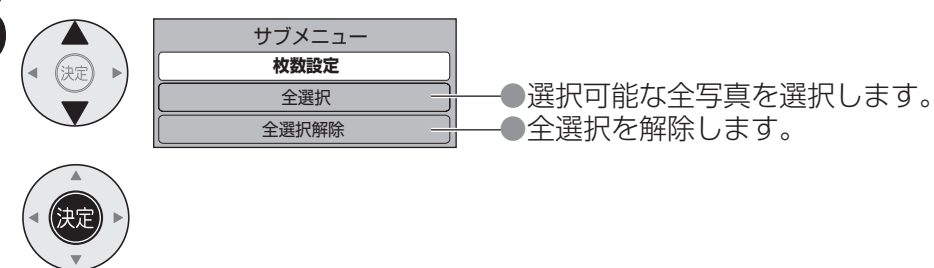 決定
サブメニュー
枚数設定
全選択
全選択解除
●選択可能な全写真を選択します。
●全選択を解除します。
決定